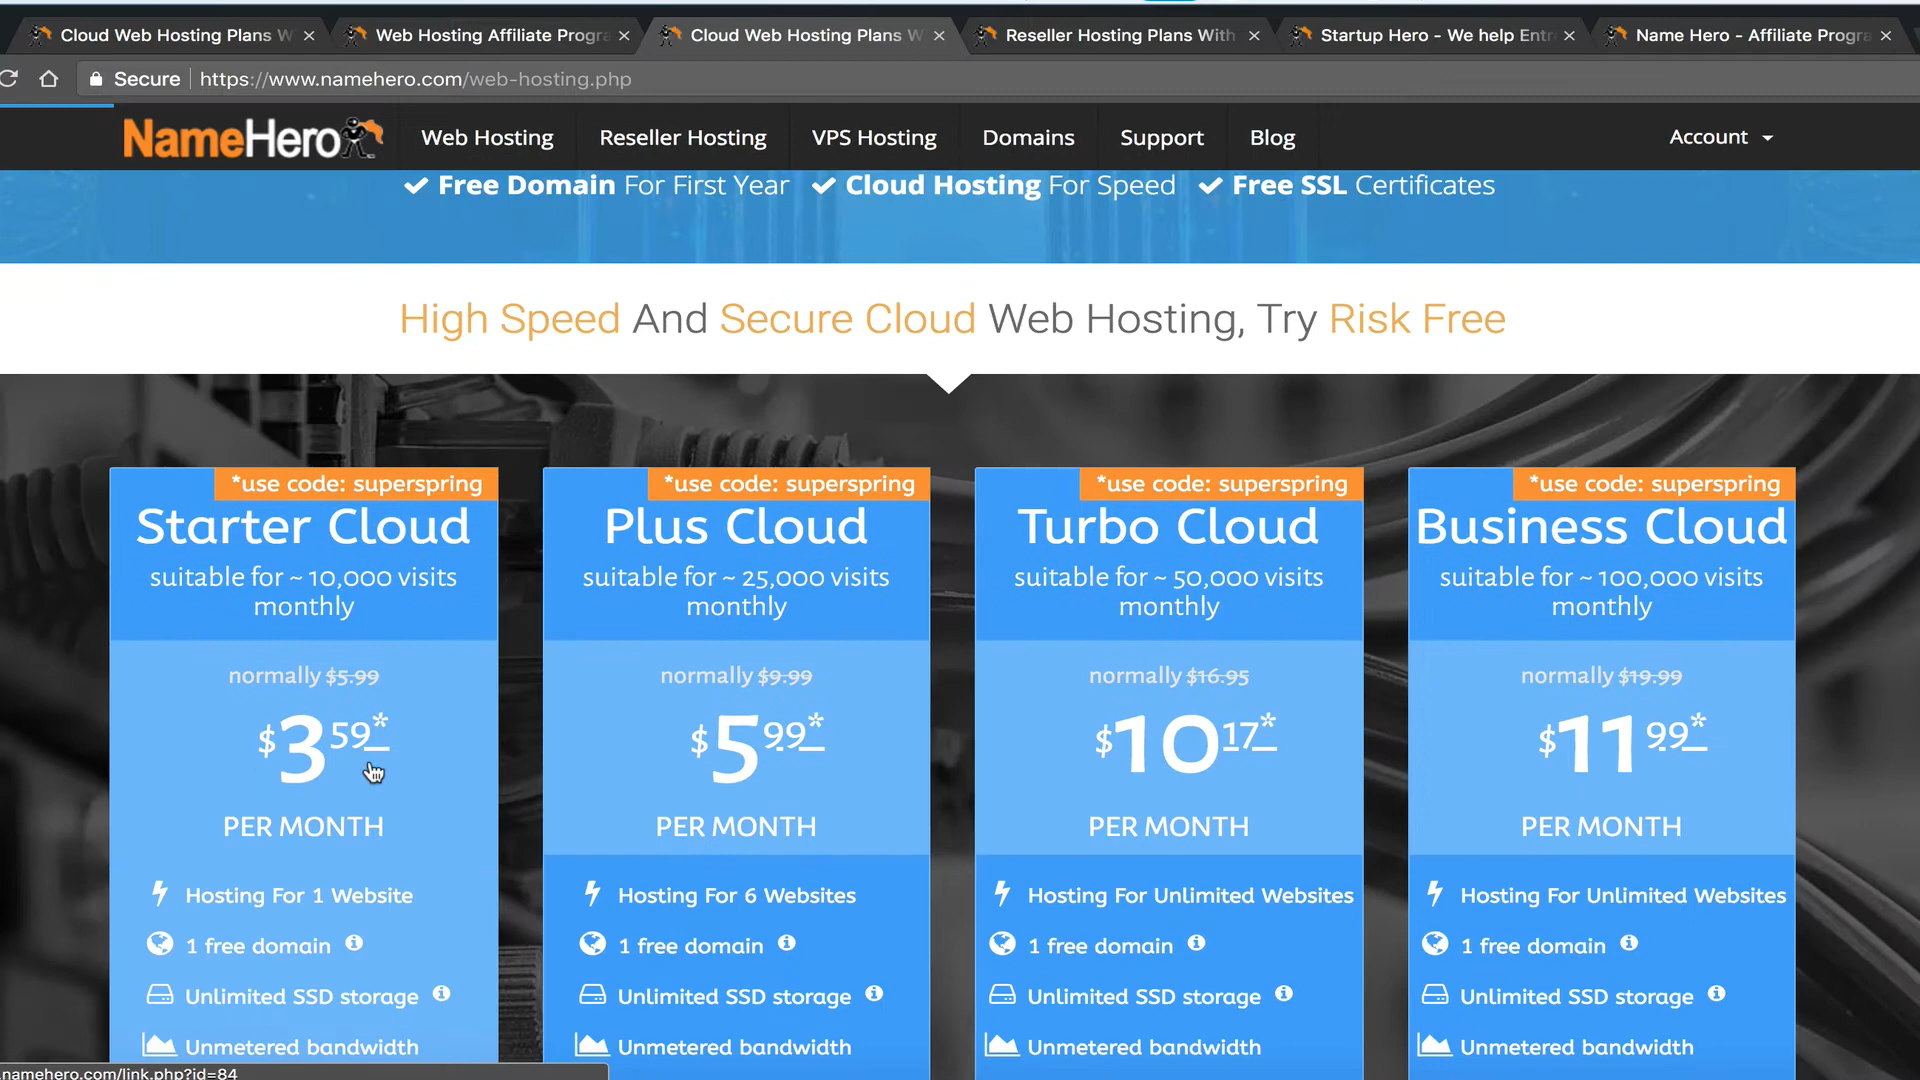 Cloud Web Hosting Plans W
Web Hosting Affiliate Progra
Cloud Web Hosting Plans W
Reseller Hosting Plans With
Startup Hero - We help Entr
Name Hero - Affiliate Progra
Secure
https://www.namehero.com/web-hosting.php
NameHero
Web Hosting
Reseller Hosting
VPS Hosting
Domains
Support
Blog
Account
Free Domain For First Year
Cloud Hosting For Speed
Free SSL Certificates
High Speed And Secure Cloud Web Hosting, Try Risk Free
*use code: superspring
Starter Cloud
suitable for ~ 10,000 visits
monthly
normally $5.99
$3 59*
PER MONTH
Hosting For 1 Website
1 free domain
Unlimited SSD storage
Unmetered bandwidth
*use code: superspring
Plus Cloud
suitable for ~ 25,000 visits
monthly
normally $9.99
$5 99*
PER MONTH
Hosting For 6 Websites
1 free domain
Unlimited SSD storage
Unmetered bandwidth
*use code: superspring
Turbo Cloud
suitable for ~ 50,000 visits
monthly
normally $16.95
$10 17*
PER MONTH
Hosting For Unlimited Websites
1 free domain
Unlimited SSD storage
Unmetered bandwidth
*use code: superspring
Business Cloud
suitable for ~ 100,000 visits
monthly
normally $19.99
$11 99*
PER MONTH
Hosting For Unlimited Websites
1 free domain
Unlimited SSD storage
Unmetered bandwidth
.namehero.com/link.php?id=84